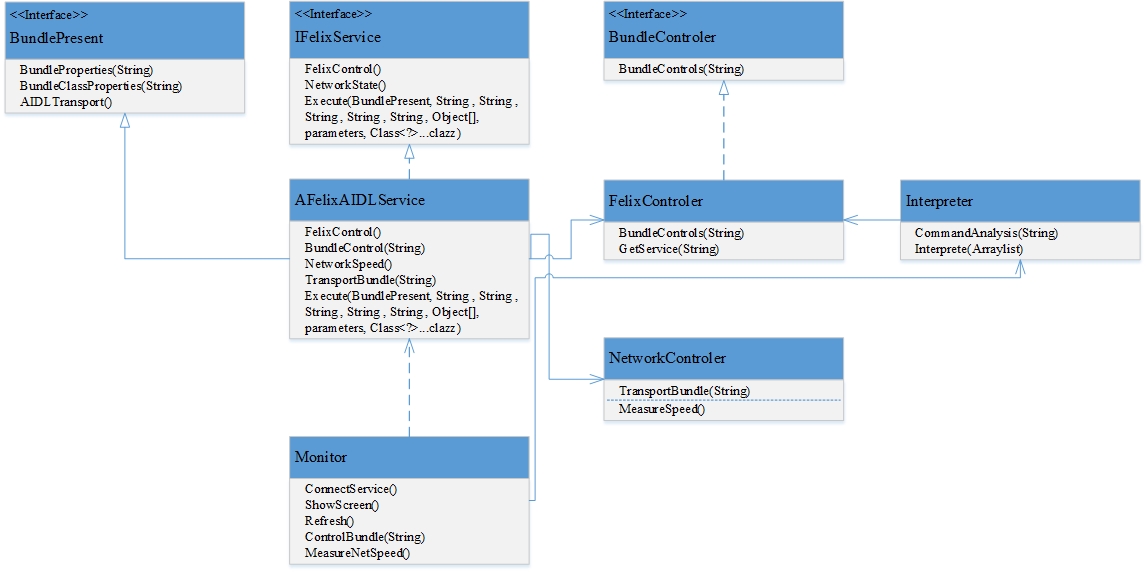 <<Interface>>
BundlePresent
BundleProperties(String)
BundleClassProperties(String)
AIDLTransport()
<<Interface>>
IFelixService
FelixControl()
NetworkState()
Execute(BundlePresent, String , String ,
String , String , String , Object[],
parameters, Class<?>...clazz )
<<Interface>>
BundleControler
BundleControls(String)
AFelixAIDLService
FelixControl()
BundleControl(String)
NetworkSpeed()
TransportBundle(String)
Execute(BundlePresent, String , String ,
String , String , String , Object[],
parameters, Class<?>...clazz )
FelixControler
BundleControls(String)
GetService(String)
Interpreter
CommandAnalysis(String)
Interprete(Arraylist)
NetworkControler
TransportBundle(String)
MeasureSpeed()
Monitor
ConnectService()
ShowScreen()
Refresh()
ControlBundle(String)
MeasureNetSpeed()